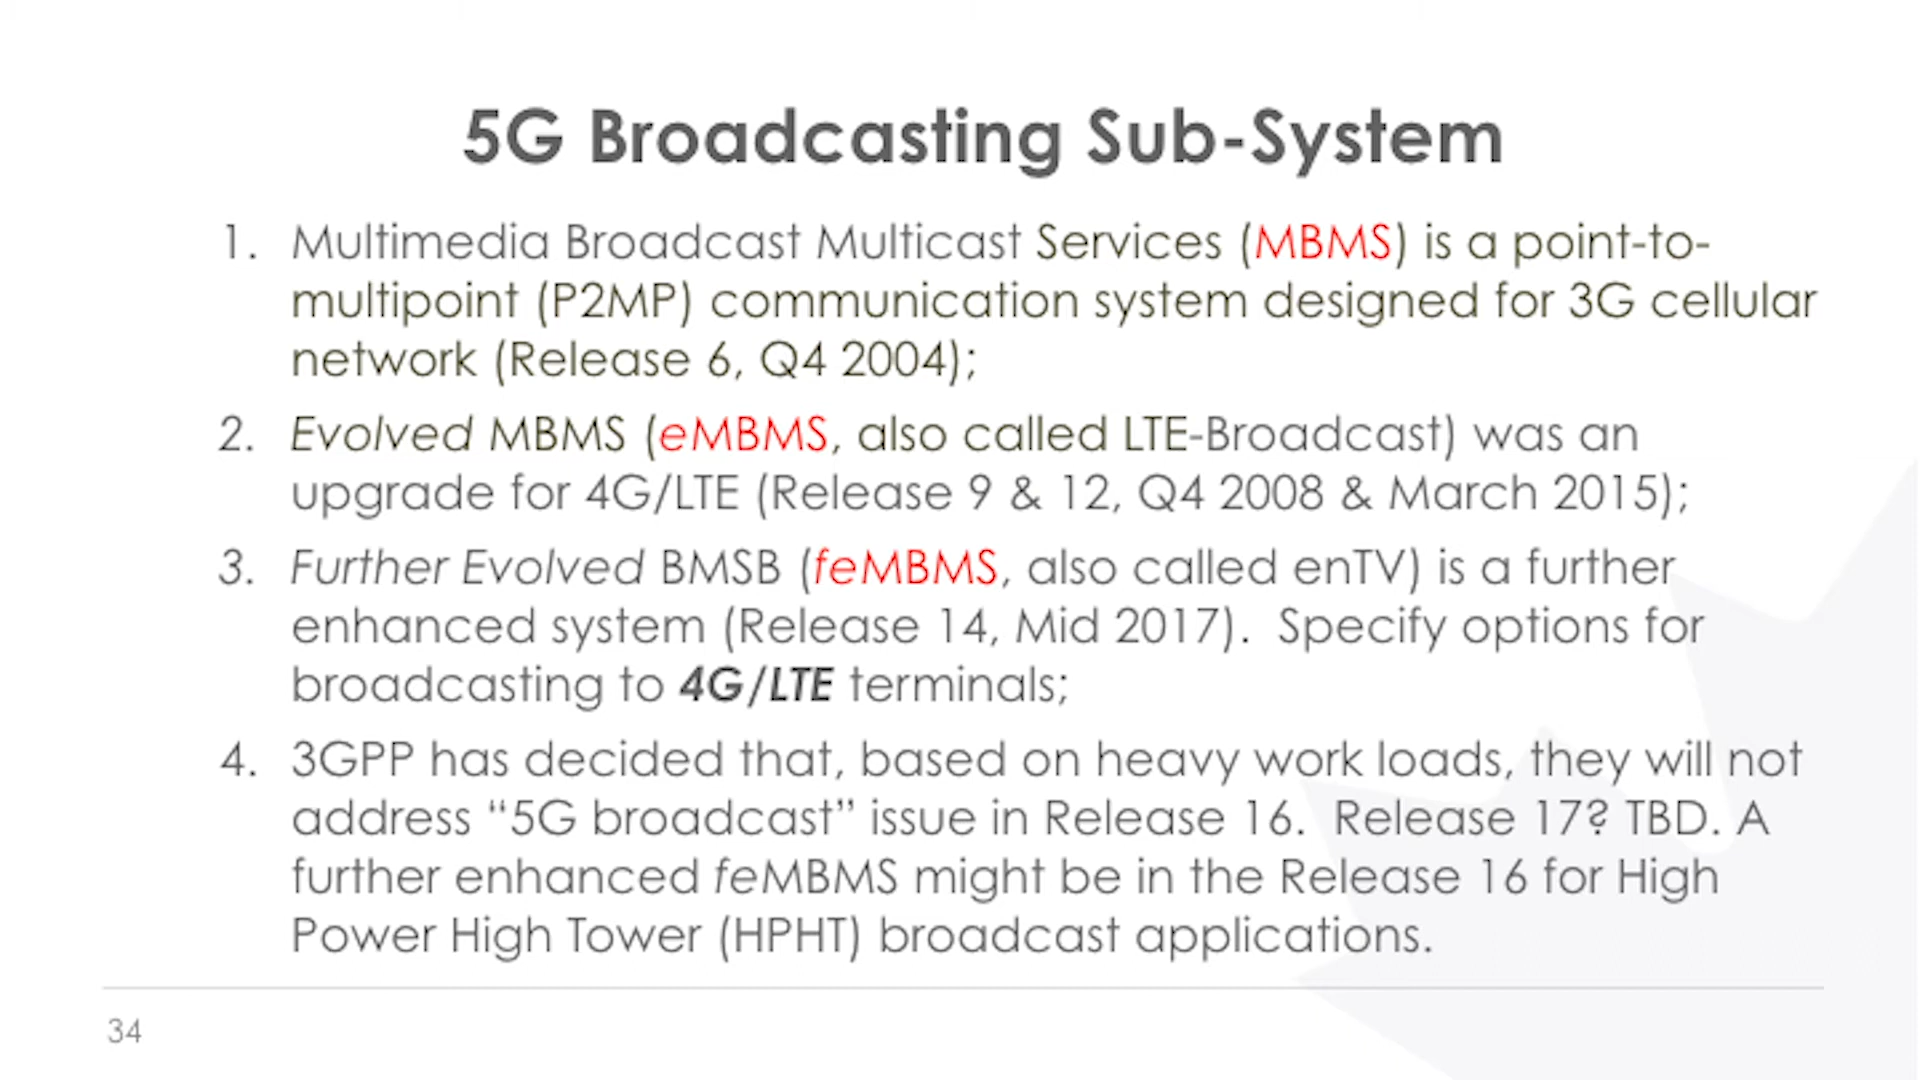 5G Broadcasting Sub-System
1. Multimedia Broadcast Multicast Services (MBMS) is a point-to-
multipoint (P2MP) communication system designed for 3G cellular
network (Release 6, Q4 2004);
2. Evolved MBMS (eMBMS, also called LTE-Broadcast) was an
upgrade for 4G/LTE (Release 9 & 12, Q4 2008 & March 2015);
3. Further Evolved BMSB (feMBMS, also called enTV) is a further
enhanced system (Release 14, Mid 2017).  Specify options for
broadcasting to 4G/LTE terminals;
4. 3GPP has decided that, based on heavy work loads, they will not
address “5G broadcast” issue in Release 16.  Release 17? TBD. A
further enhanced feMBMS might be in the Release 16 for High
Power High Tower (HPHT) broadcast applications.
34